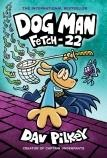 THE INTERNATIONAL BESTSELLER
DOG MAN
FETCH-22
DAV PILKEY
CREATOR OF CAPTAIN UNDERPANTS